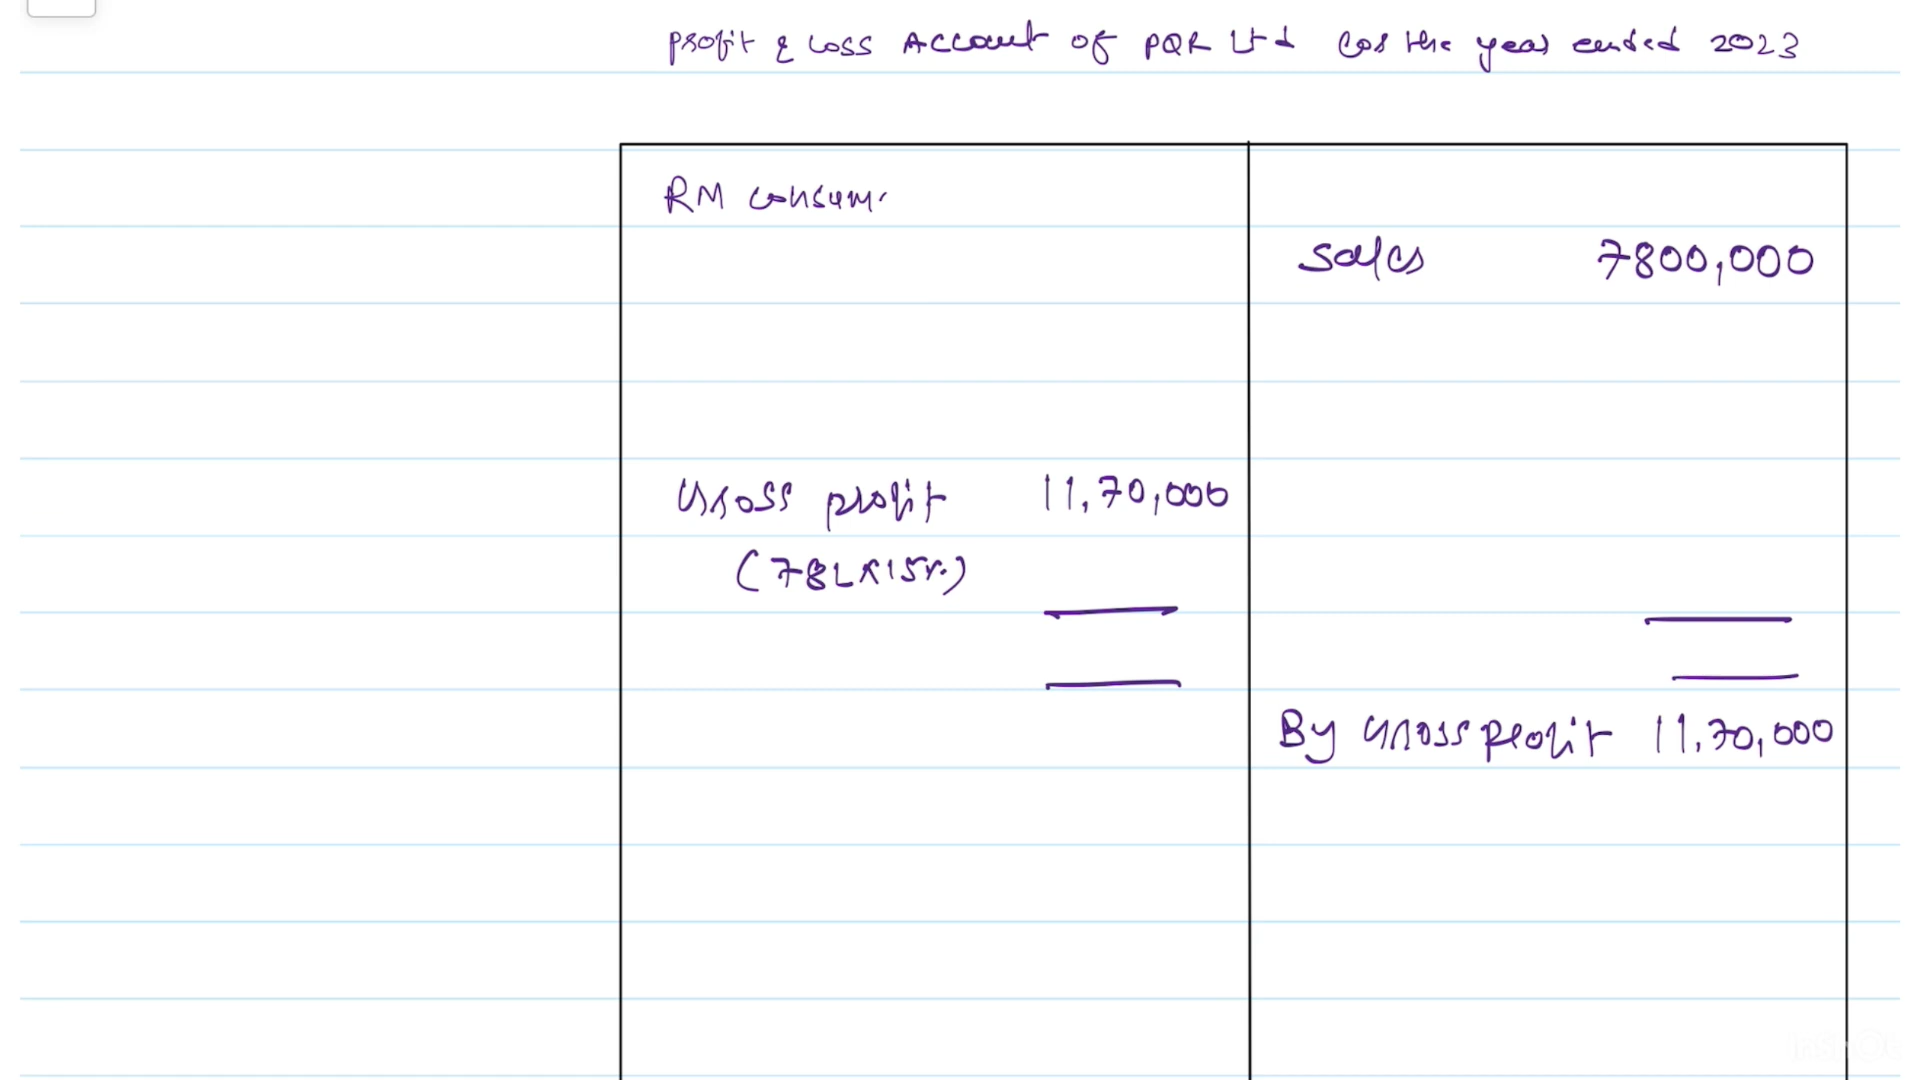 Profit & Loss Account of PQR Ltd for the year ended 2023
RM consum
Sales 7800,000
Gross profit 11,70,000
(78L x 15%)
By Gross profit 11,70,000